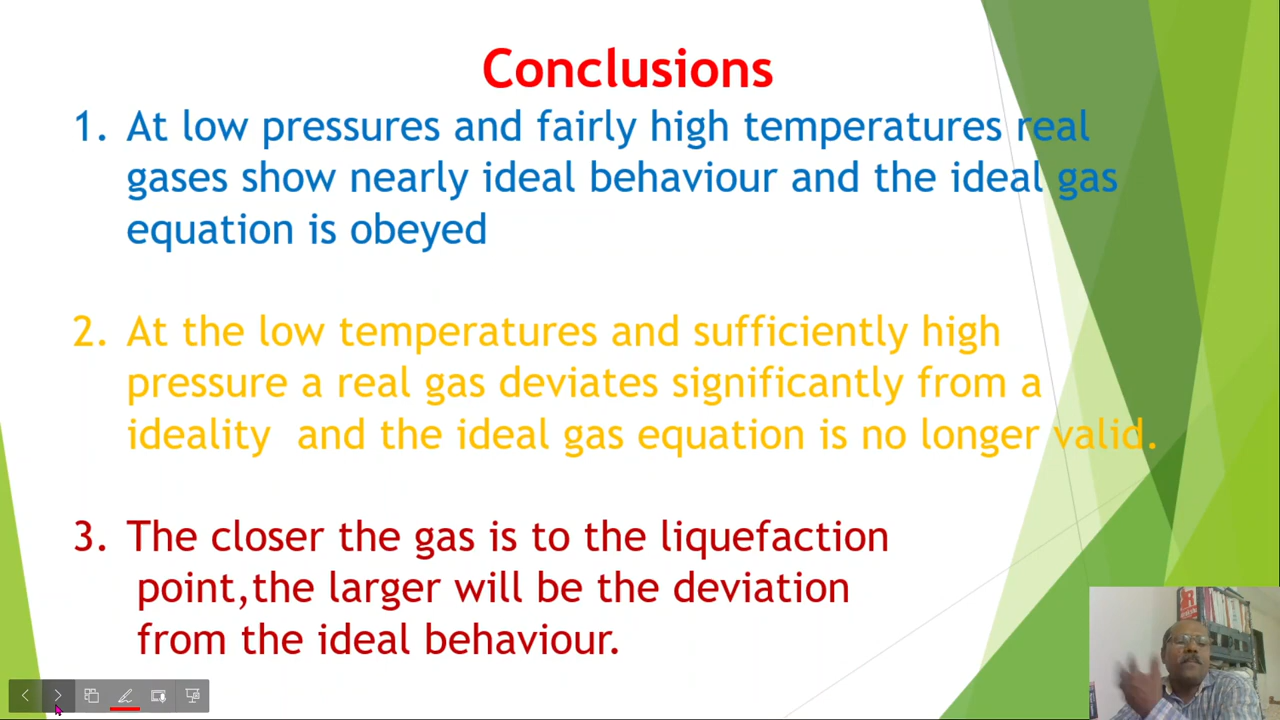 Conclusions
1. At low pressures and fairly high temperatures real
gases show nearly ideal behaviour and the ideal gas
equation is obeyed
2. At the low temperatures and sufficiently high
pressure a real gas deviates significantly from a
ideality and the ideal gas equation is no longer valid.
3. The closer the gas is to the liquefaction
point,the larger will be the deviation
from the ideal behaviour.